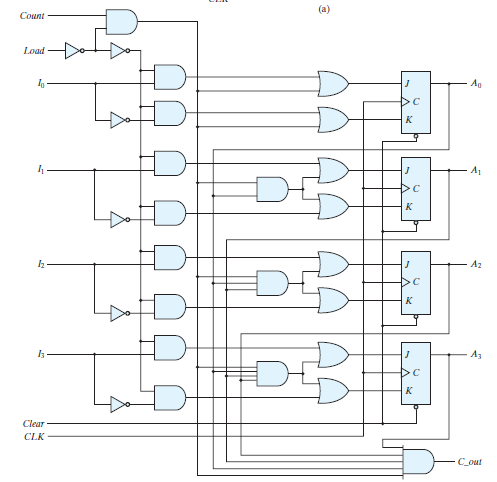 CLK
(a)
Count
Load
I0
J
A0
C
K
I1
J
A1
C
K
I2
J
A2
C
K
I3
J
A3
C
K
Clear
CLK
C_out